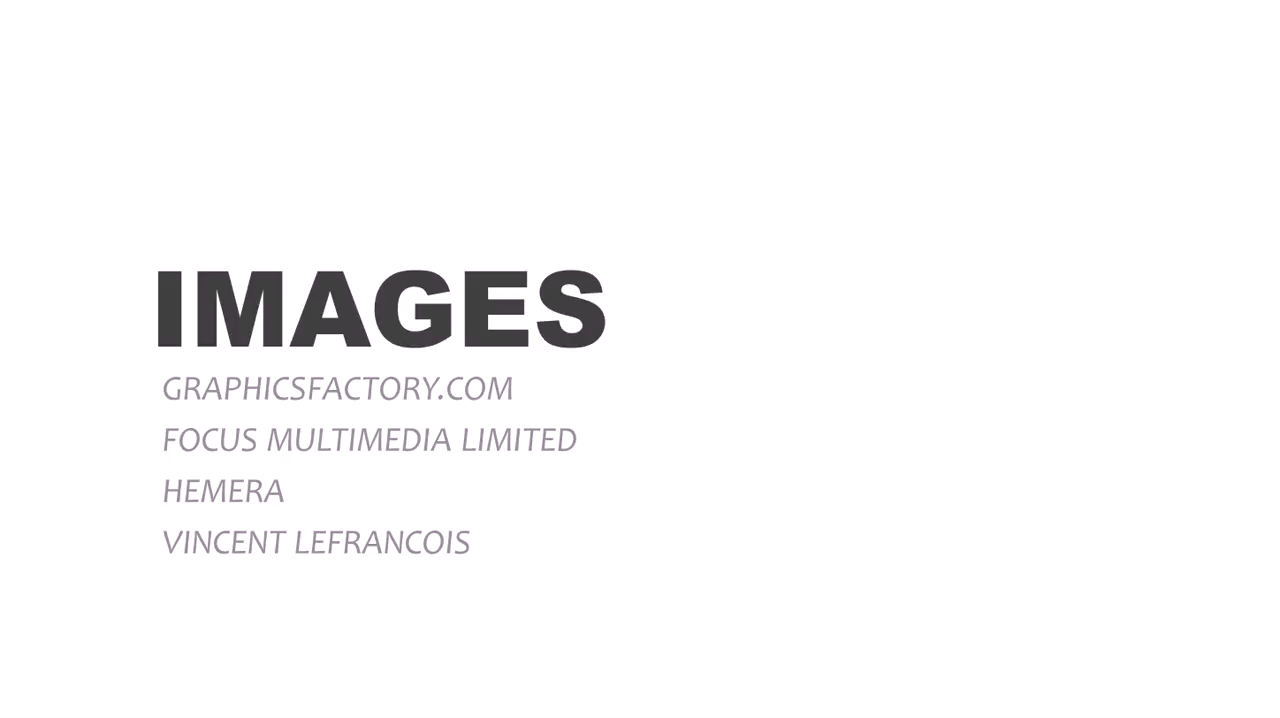 IMAGES
GRAPHICSFACTORY.COM
FOCUS MULTIMEDIA LIMITED
HEMERA
VINCENT LEFRANCOIS